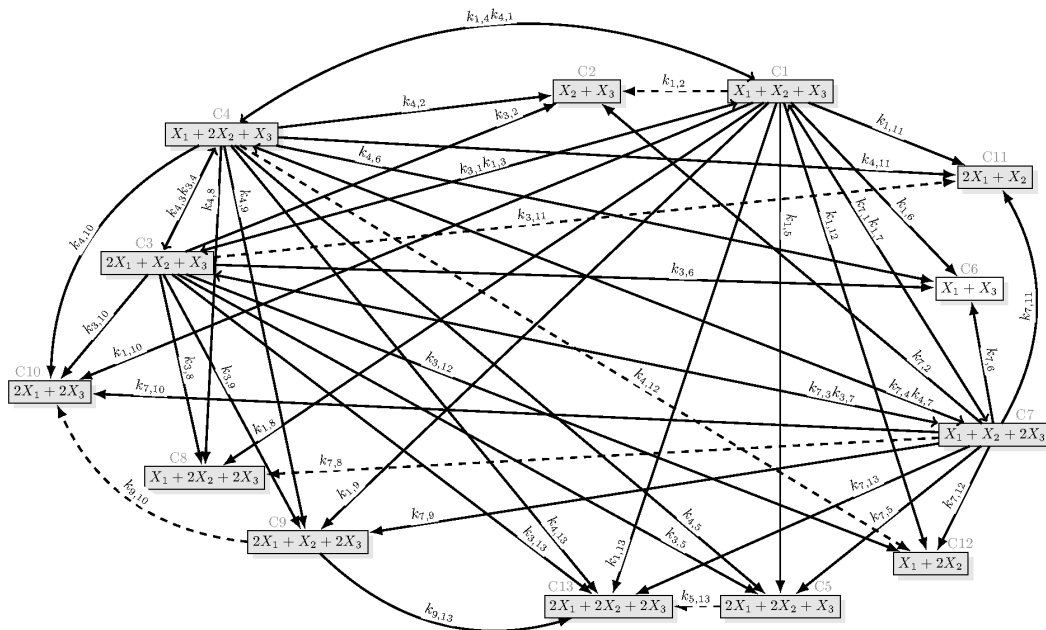 k1,4k4,1
C2
X2 + X3
k1,2
C1
X1 + X2 + X3
C4
X1 + 2X2 + X3
k4,2
k3,2
k1,11
k4,6
k3,1k1,3
k4,11
C11
2X1 + X2
k4,3k3,4
k4,8
k4,9
k1,5
k1,12
k7,1k1,7
k1,6
k4,10
k3,11
C3
2X1 + X2 + X3
k3,6
C6
X1 + X3
k7,11
k3,10
k1,10
k3,8
k3,9
k3,12
k4,12
k7,2
k7,6
C10
2X1 + 2X3
k7,10
k7,3k3,7
k7,4k4,7
C7
X1 + X2 + 2X3
k1,8
C8
X1 + 2X2 + 2X3
k7,8
k9,10
k1,9
k7,13
k7,12
k7,9
k4,5
k7,5
C9
2X1 + X2 + 2X3
k3,13
k4,13
k1,13
k3,5
C12
X1 + 2X2
k9,13
C13
2X1 + 2X2 + 2X3
k5,13
C5
2X1 + 2X2 + X3